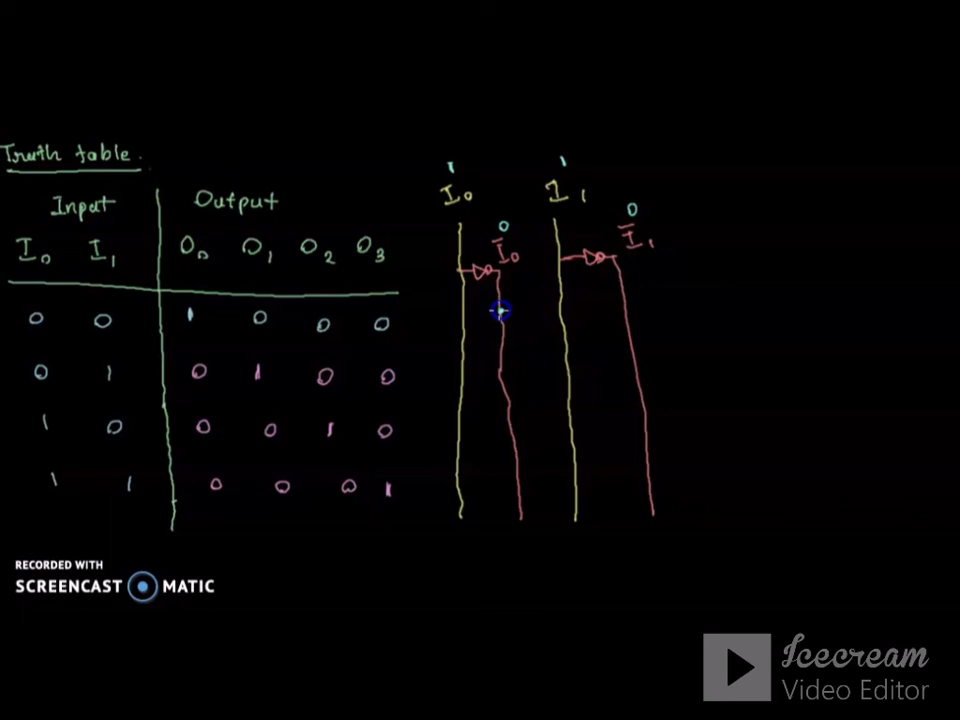 Truth table.
Input Output
I0 I1 O0 O1 O2 O3
0 0 1 0 0 0
0 1 0 1 0 0
1 0 0 0 1 0
1 1 0 0 0 1
1 1
I0 I1
0 0
Ī0 Ī1
RECORDED WITH
SCREENCAST MATIC
Icecream
Video Editor